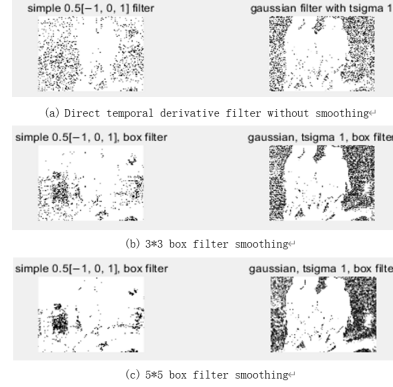 simple 0.5[−1, 0, 1] filter gaussian filter with tsigma 1
(a) Direct temporal derivative filter without smoothing↵
simple 0.5[−1, 0, 1], box filter gaussian, tsigma 1, box filte
(b) 3*3 box filter smoothing↵
simple 0.5[−1, 0, 1], box filter gaussian, tsigma 1, box filte
(c) 5*5 box filter smoothing↵